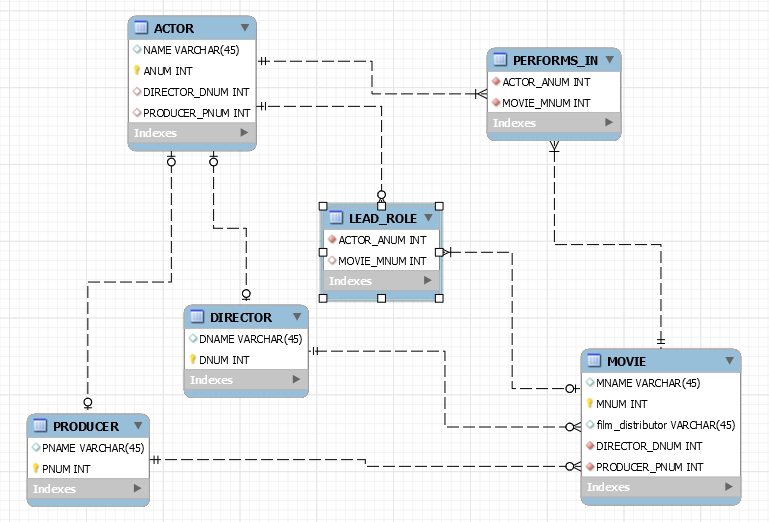 ACTOR
NAME VARCHAR(45)
ANUM INT
DIRECTOR_DNUM INT
PRODUCER_PNUM INT
Indexes
PERFORMS_IN
ACTOR_ANUM INT
MOVIE_MNUM INT
Indexes
LEAD_ROLE
ACTOR_ANUM INT
MOVIE_MNUM INT
Indexes
DIRECTOR
DNAME VARCHAR(45)
DNUM INT
Indexes
MOVIE
MNAME VARCHAR(45)
MNUM INT
film_distributor VARCHAR(45)
DIRECTOR_DNUM INT
PRODUCER_PNUM INT
Indexes
PRODUCER
PNAME VARCHAR(45)
PNUM INT
Indexes